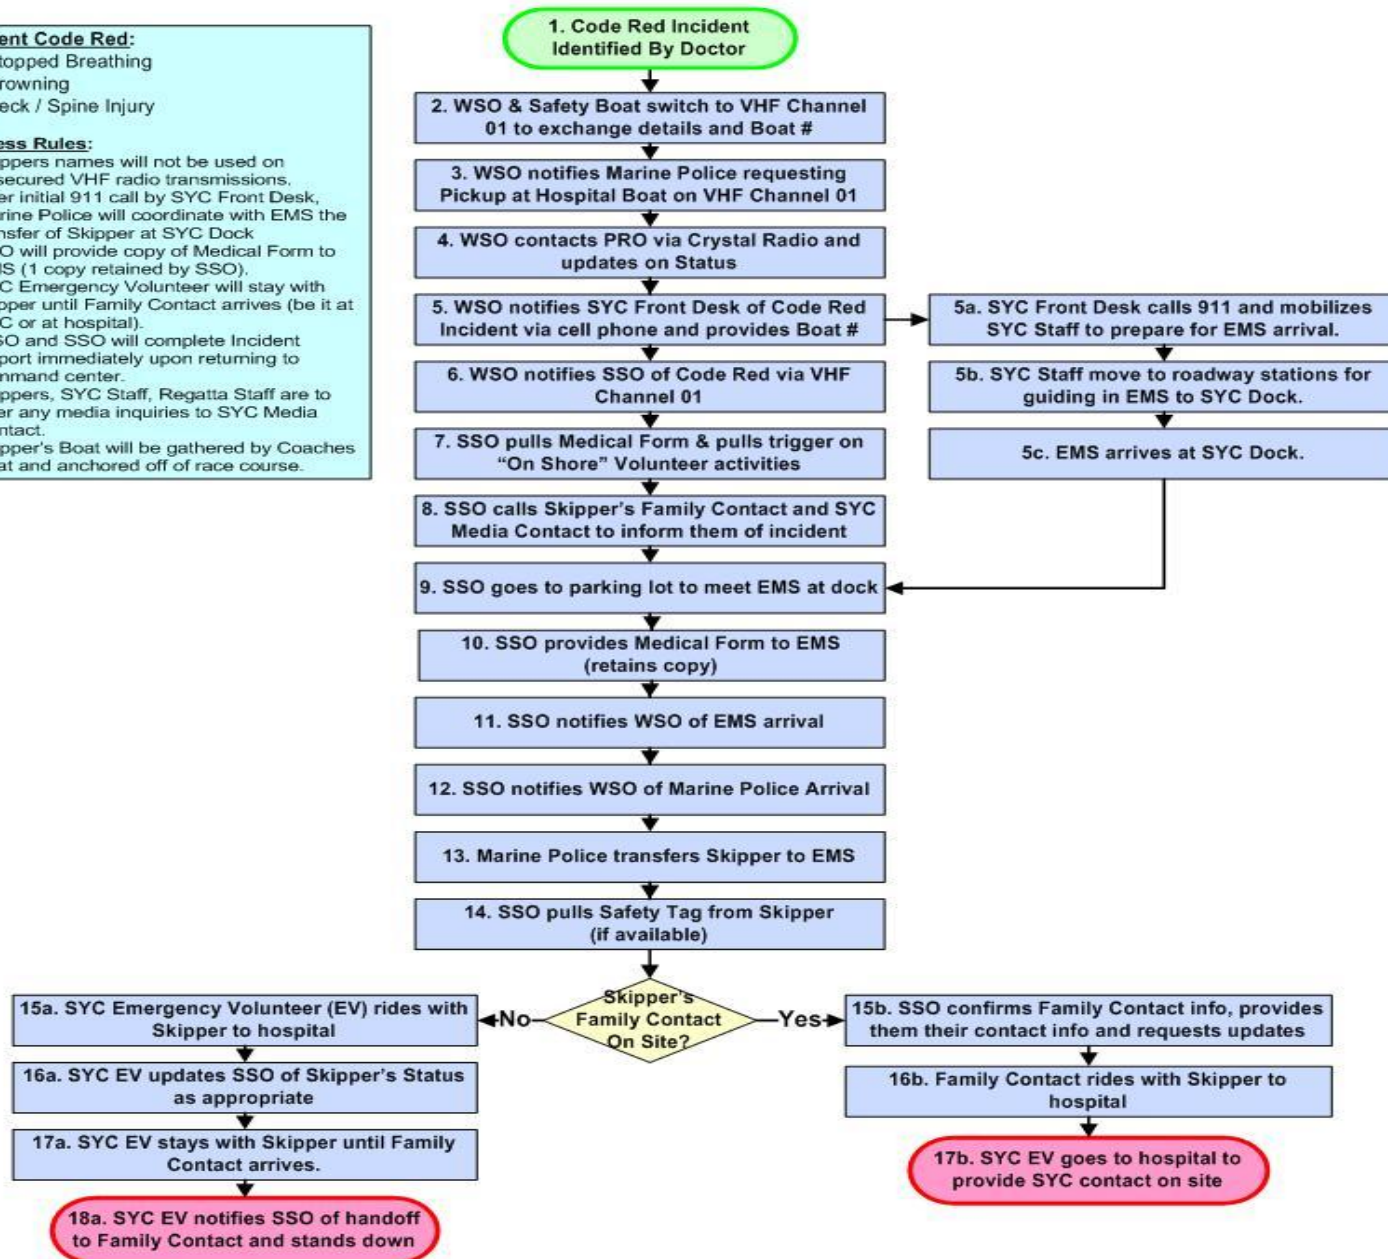 ent Code Red:
topped Breathing
rowning
eck / Spine Injury
ess Rules:
ppers names will not be used on
secured VHF radio transmissions.
er initial 911 call by SYC Front Desk,
rine Police will coordinate with EMS the
nsfer of Skipper at SYC Dock
O will provide copy of Medical Form to
IS (1 copy retained by SSO).
C Emergency Volunteer will stay with
pper until Family Contact arrives (be it at
C or at hospital).
SO and SSO will complete Incident
port immediately upon returning to
mmand center.
ppers, SYC Staff, Regatta Staff are to
er any media inquiries to SYC Media
ntact.
pper's Boat will be gathered by Coaches
at and anchored off of race course.
1. Code Red Incident
Identified By Doctor
2. WSO & Safety Boat switch to VHF Channel
01 to exchange details and Boat #
3. WSO notifies Marine Police requesting
Pickup at Hospital Boat on VHF Channel 01
4. WSO contacts PRO via Crystal Radio and
updates on Status
5. WSO notifies SYC Front Desk of Code Red
Incident via cell phone and provides Boat #
5a. SYC Front Desk calls 911 and mobilizes
SYC Staff to prepare for EMS arrival.
5b. SYC Staff move to roadway stations for
guiding in EMS to SYC Dock.
5c. EMS arrives at SYC Dock.
6. WSO notifies SSO of Code Red via VHF
Channel 01
7. SSO pulls Medical Form & pulls trigger on
“On Shore” Volunteer activities
8. SSO calls Skipper’s Family Contact and SYC
Media Contact to inform them of incident
9. SSO goes to parking lot to meet EMS at dock
10. SSO provides Medical Form to EMS
(retains copy)
11. SSO notifies WSO of EMS arrival
12. SSO notifies WSO of Marine Police Arrival
13. Marine Police transfers Skipper to EMS
14. SSO pulls Safety Tag from Skipper
(if available)
Skipper’s
Family Contact
On Site?
No
Yes
15a. SYC Emergency Volunteer (EV) rides with
Skipper to hospital
16a. SYC EV updates SSO of Skipper’s Status
as appropriate
17a. SYC EV stays with Skipper until Family
Contact arrives.
18a. SYC EV notifies SSO of handoff
to Family Contact and stands down
15b. SSO confirms Family Contact info, provides
them their contact info and requests updates
16b. Family Contact rides with Skipper to
hospital
17b. SYC EV goes to hospital to
provide SYC contact on site